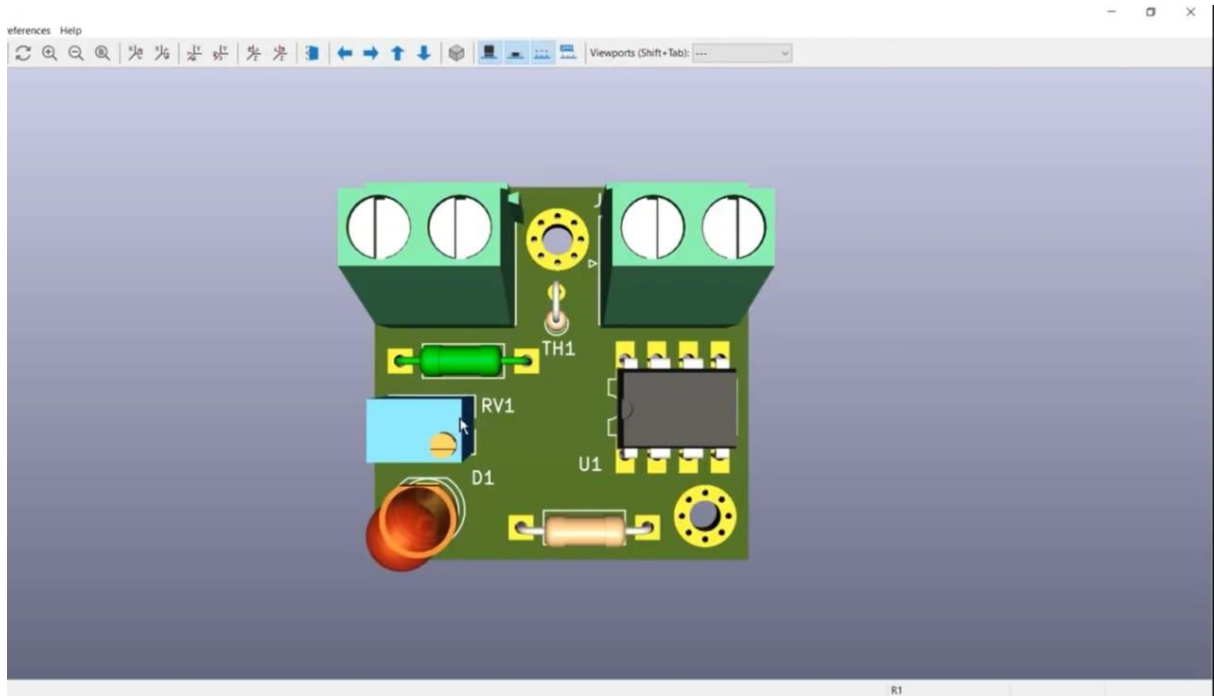 eferences Help
Viewports (Shift+Tab): ---
J
TH1
RV1
U1
D1
R1